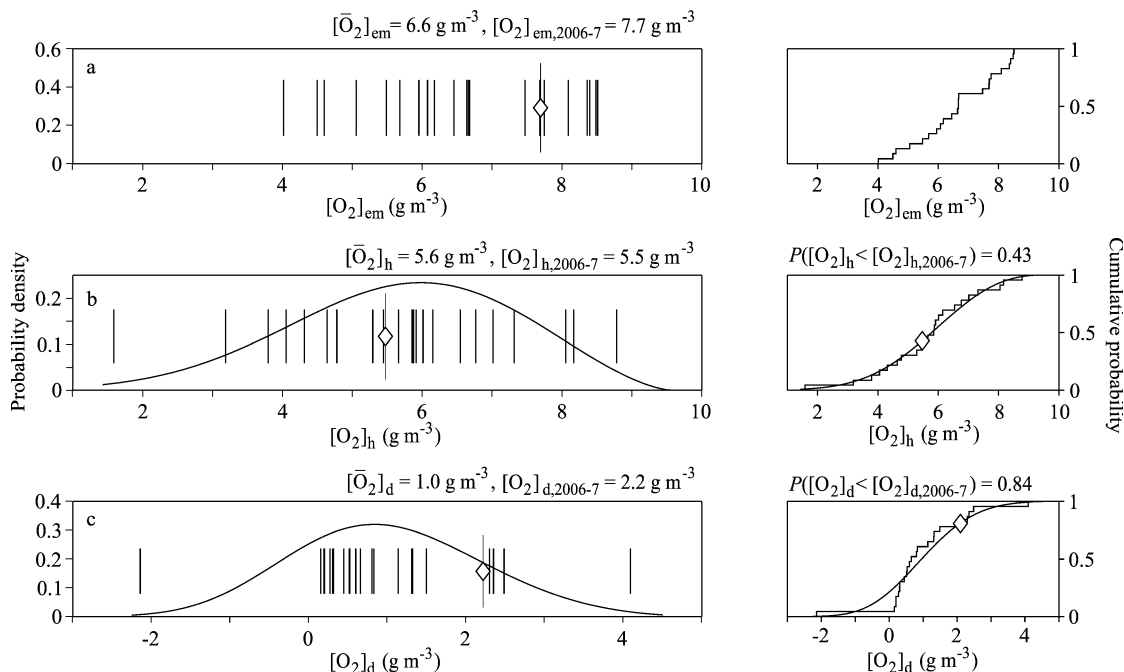 [O̅₂]em = 6.6 g m⁻³ , [O₂]em,2006-7 = 7.7 g m⁻³
a
0.6
0.4
0.2
0
2 4 6 8 10
[O₂]em (g m⁻³)
1
0.5
0
2 4 6 8 10
[O₂]em (g m⁻³)
Probability density
Cumulative probability
[O̅₂]h = 5.6 g m⁻³ , [O₂]h,2006-7 = 5.5 g m⁻³
b
0.2
0.1
0
2 4 6 8 10
[O₂]h (g m⁻³)
P([O₂]h< [O₂]h,2006-7) = 0.43
1
0.5
0
2 4 6 8 10
[O₂]h (g m⁻³)
[O̅₂]d = 1.0 g m⁻³ , [O₂]d,2006-7 = 2.2 g m⁻³
c
0.4
0.3
0.2
0.1
0
-2 0 2 4
[O₂]d (g m⁻³)
P([O₂]d< [O₂]d,2006-7) = 0.84
1
0.5
0
-2 0 2 4
[O₂]d (g m⁻³)